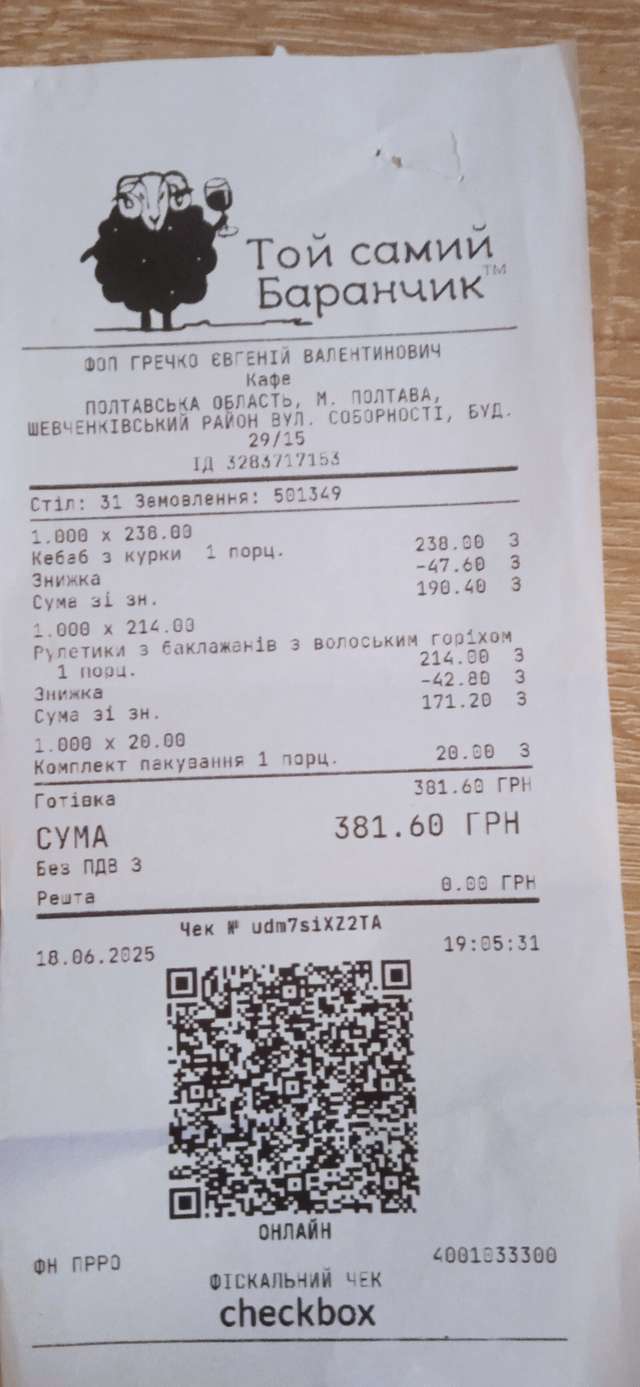 Той самий
Баранчик™
ФОП ГРЕЧКО ЄВГЕНІЙ ВАЛЕНТИНОВИЧ
Кафе
ПОЛТАВСЬКА ОБЛАСТЬ, М. ПОЛТАВА,
ШЕВЧЕНКІВСЬКИЙ РАЙОН ВУЛ. СОБОРНОСТІ, БУД.
29/15
ІД 3283717153
Стіл: 31 Замовлення: 501349
1.000 x 238.00
Кебаб з курки 1 порц. 238.00 З
Знижка -47.60 З
Сума зі зн. 190.40 З
1.000 x 214.00
Рулетики з баклажанів з волоським горіхом
1 порц. 214.00 З
Знижка -42.80 З
Сума зі зн. 171.20 З
1.000 x 20.00
Комплект пакування 1 порц. 20.00 З
Готівка 381.60 ГРН
СУМА 381.60 ГРН
Без ПДВ З
Решта 0.00 ГРН
Чек № udm7siXZ2TA
18.06.2025 19:05:31
ОНЛАЙН
ФН ПРРО 4001033300
ФІСКАЛЬНИЙ ЧЕК
checkbox